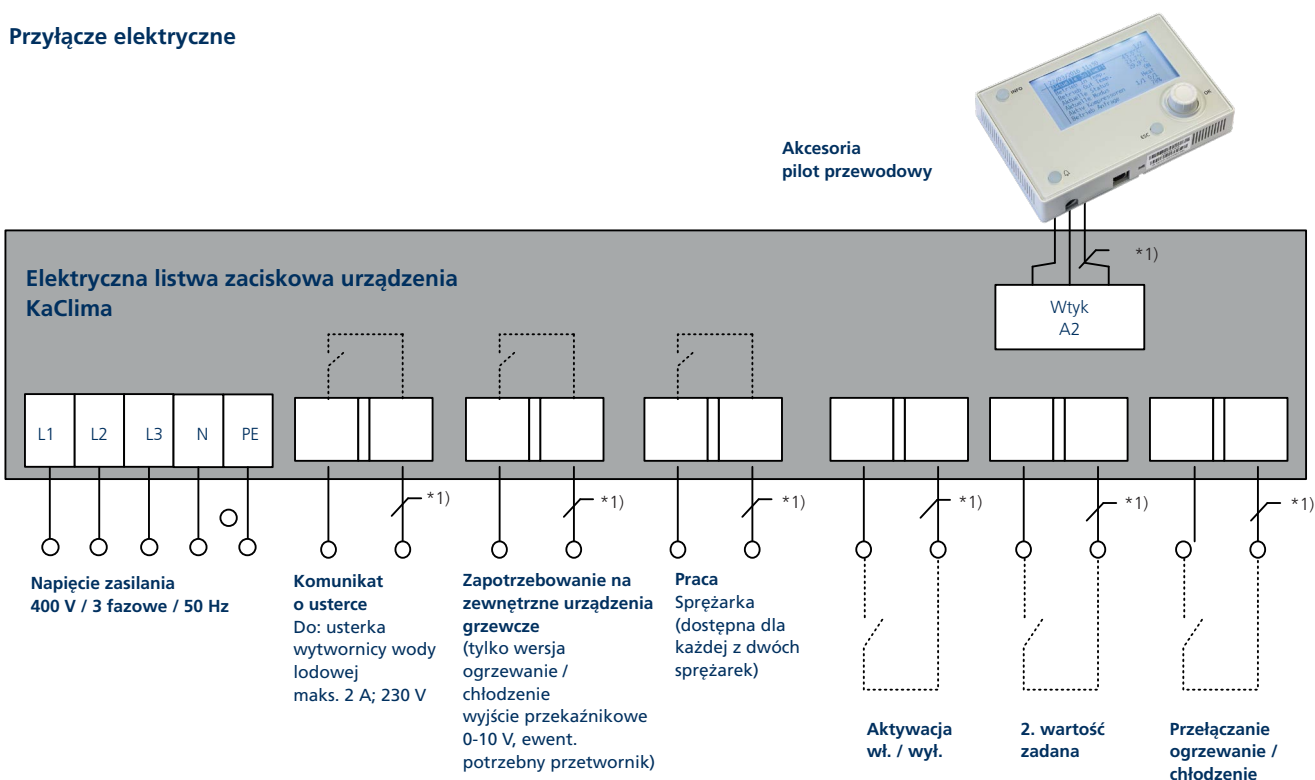 Przyłącze elektryczne
INFO
OK
ESC
Akcesoria
pilot przewodowy
Elektryczna listwa zaciskowa urządzenia
KaClima
*1)
Wtyk
A2
L1 L2 L3 N PE
*1) *1) *1) *1) *1) *1)
Napięcie zasilania
400 V / 3 fazowe / 50 Hz
Komunikat
o usterce
Do: usterka
wytwornicy wody
lodowej
maks. 2 A; 230 V
Zapotrzebowanie na
zewnętrzne urządzenia
grzewcze
(tylko wersja
ogrzewanie /
chłodzenie
wyjście przekaźnikowe
0-10 V, ewent.
potrzebny przetwornik)
Praca
Sprężarka
(dostępna dla
każdej z dwóch
sprężarek)
Aktywacja
wł. / wył.
2. wartość
zadana
Przełączanie
ogrzewanie /
chłodzenie